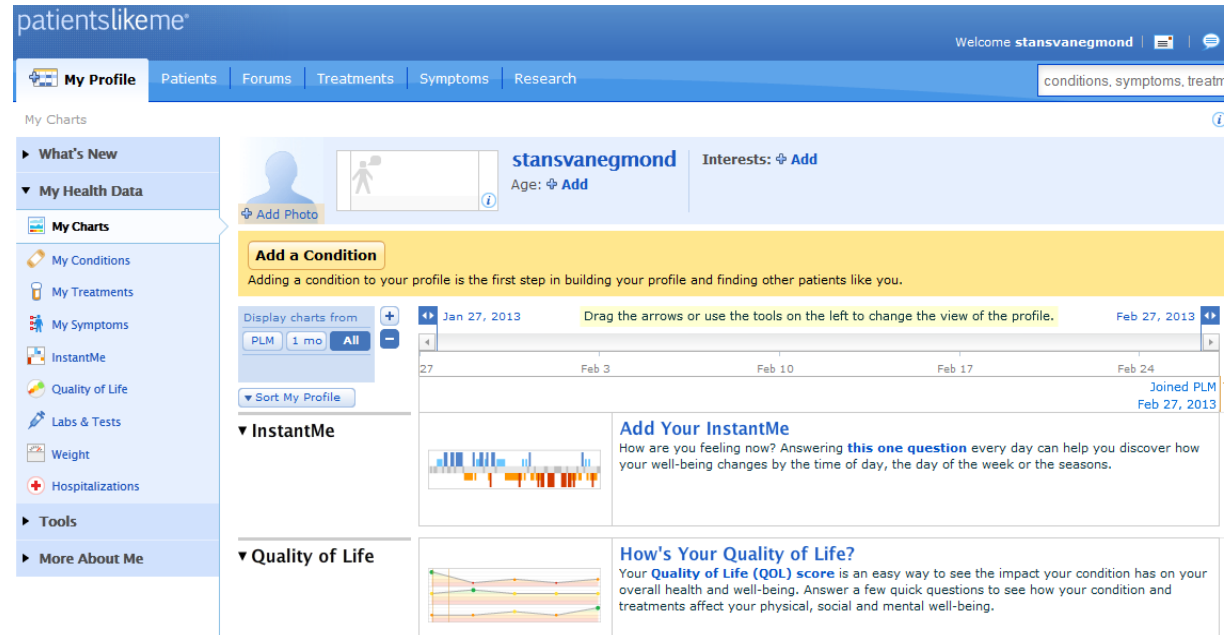 patientslikeme®
Welcome stansvanegmond
My Profile Patients Forums Treatments Symptoms Research
conditions, symptoms, treatm
My Charts
What's New
My Health Data
My Charts
My Conditions
My Treatments
My Symptoms
InstantMe
Quality of Life
Labs & Tests
Weight
Hospitalizations
Tools
More About Me
Add Photo
stansvanegmond
Age: Add
Interests: Add
Add a Condition
Adding a condition to your profile is the first step in building your profile and finding other patients like you.
Display charts from
PLM 1 mo All
Sort My Profile
Jan 27, 2013 Drag the arrows or use the tools on the left to change the view of the profile. Feb 27, 2013
27 Feb 3 Feb 10 Feb 17 Feb 24
Joined PLM
Feb 27, 2013
InstantMe
Add Your InstantMe
How are you feeling now? Answering this one question every day can help you discover how
your well-being changes by the time of day, the day of the week or the seasons.
Quality of Life
How's Your Quality of Life?
Your Quality of Life (QOL) score is an easy way to see the impact your condition has on your
overall health and well-being. Answer a few quick questions to see how your condition and
treatments affect your physical, social and mental well-being.